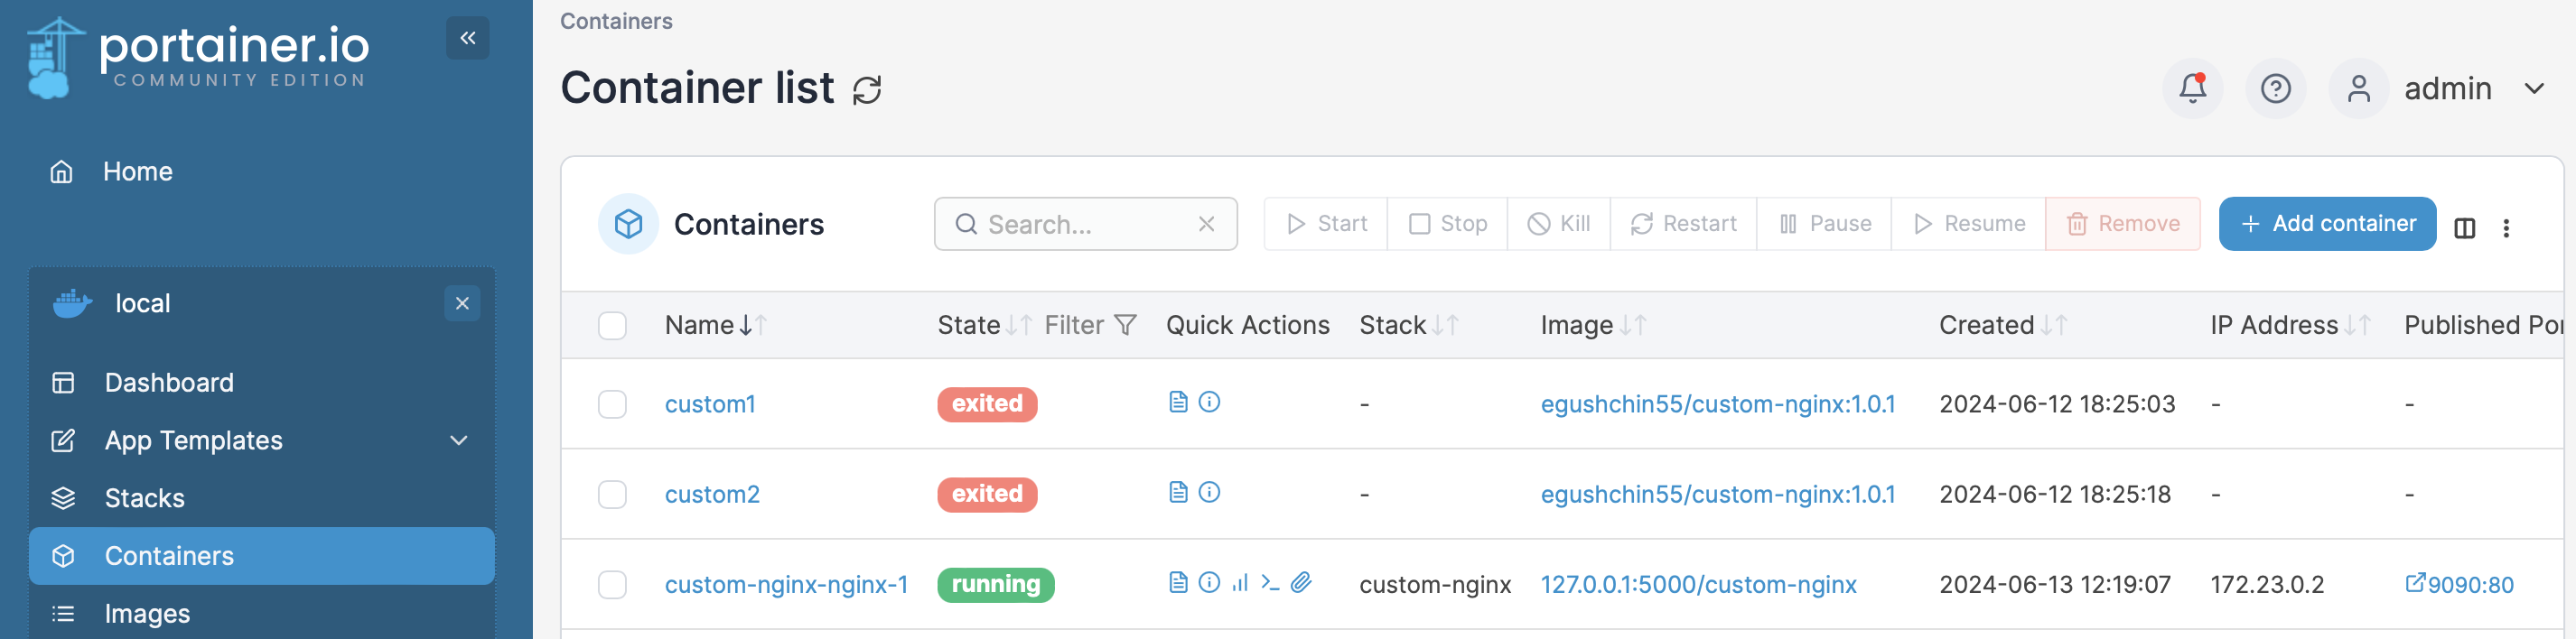 portainer.io
COMMUNITY EDITION
Home
local
Dashboard
App Templates
Stacks
Containers
Images
Containers
Container list
admin
Containers Search... Start Stop Kill Restart Pause Resume Remove + Add container
Name State Filter Quick Actions Stack Image Created IP Address Published Por
custom1 exited - egushchin55/custom-nginx:1.0.1 2024-06-12 18:25:03 - -
custom2 exited - egushchin55/custom-nginx:1.0.1 2024-06-12 18:25:18 - -
custom-nginx-nginx-1 running custom-nginx 127.0.0.1:5000/custom-nginx 2024-06-13 12:19:07 172.23.0.2 9090:80